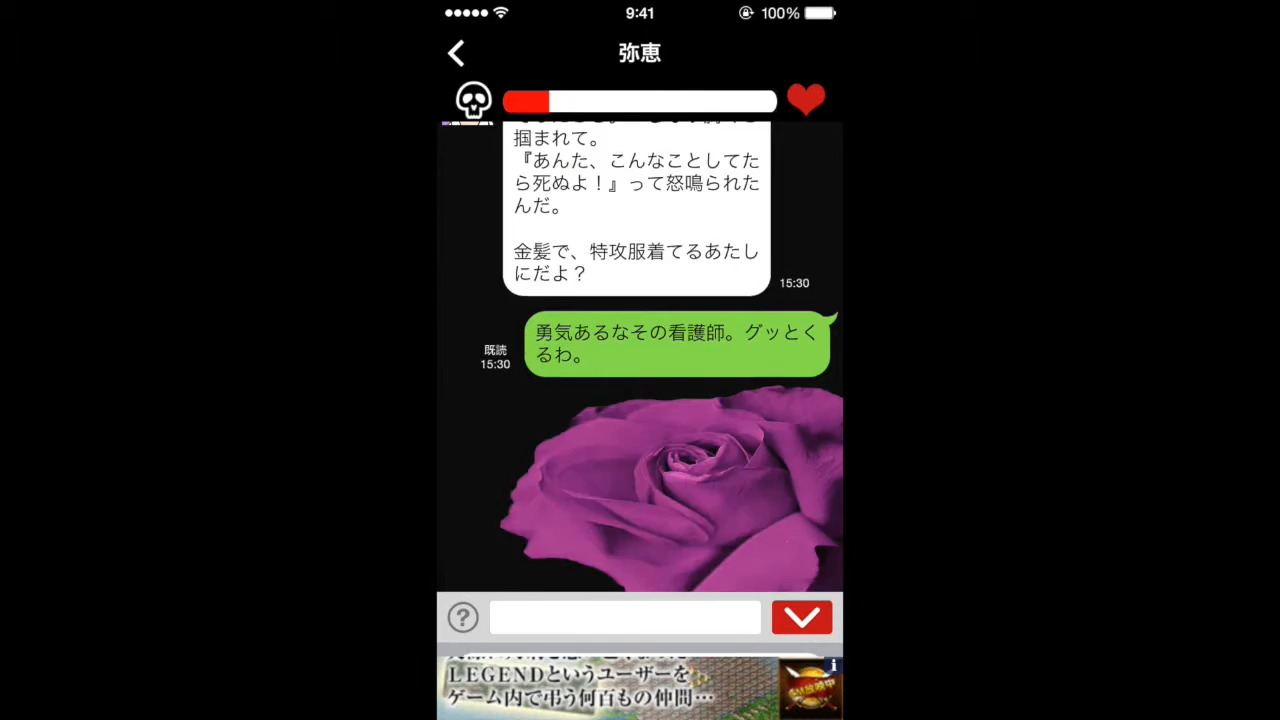 9:41
100%
弥恵
掴まれて。
『あんた、こんなことしてた
ら死ぬよ！』って怒鳴られた
んだ。
金髪で、特攻服着てるあたし
にだよ？
15:30
勇気あるなその看護師。グッとく
るわ。
既読
15:30
?
LEGENDというユーザーを
ゲーム内で弔う何百もの仲間…
i